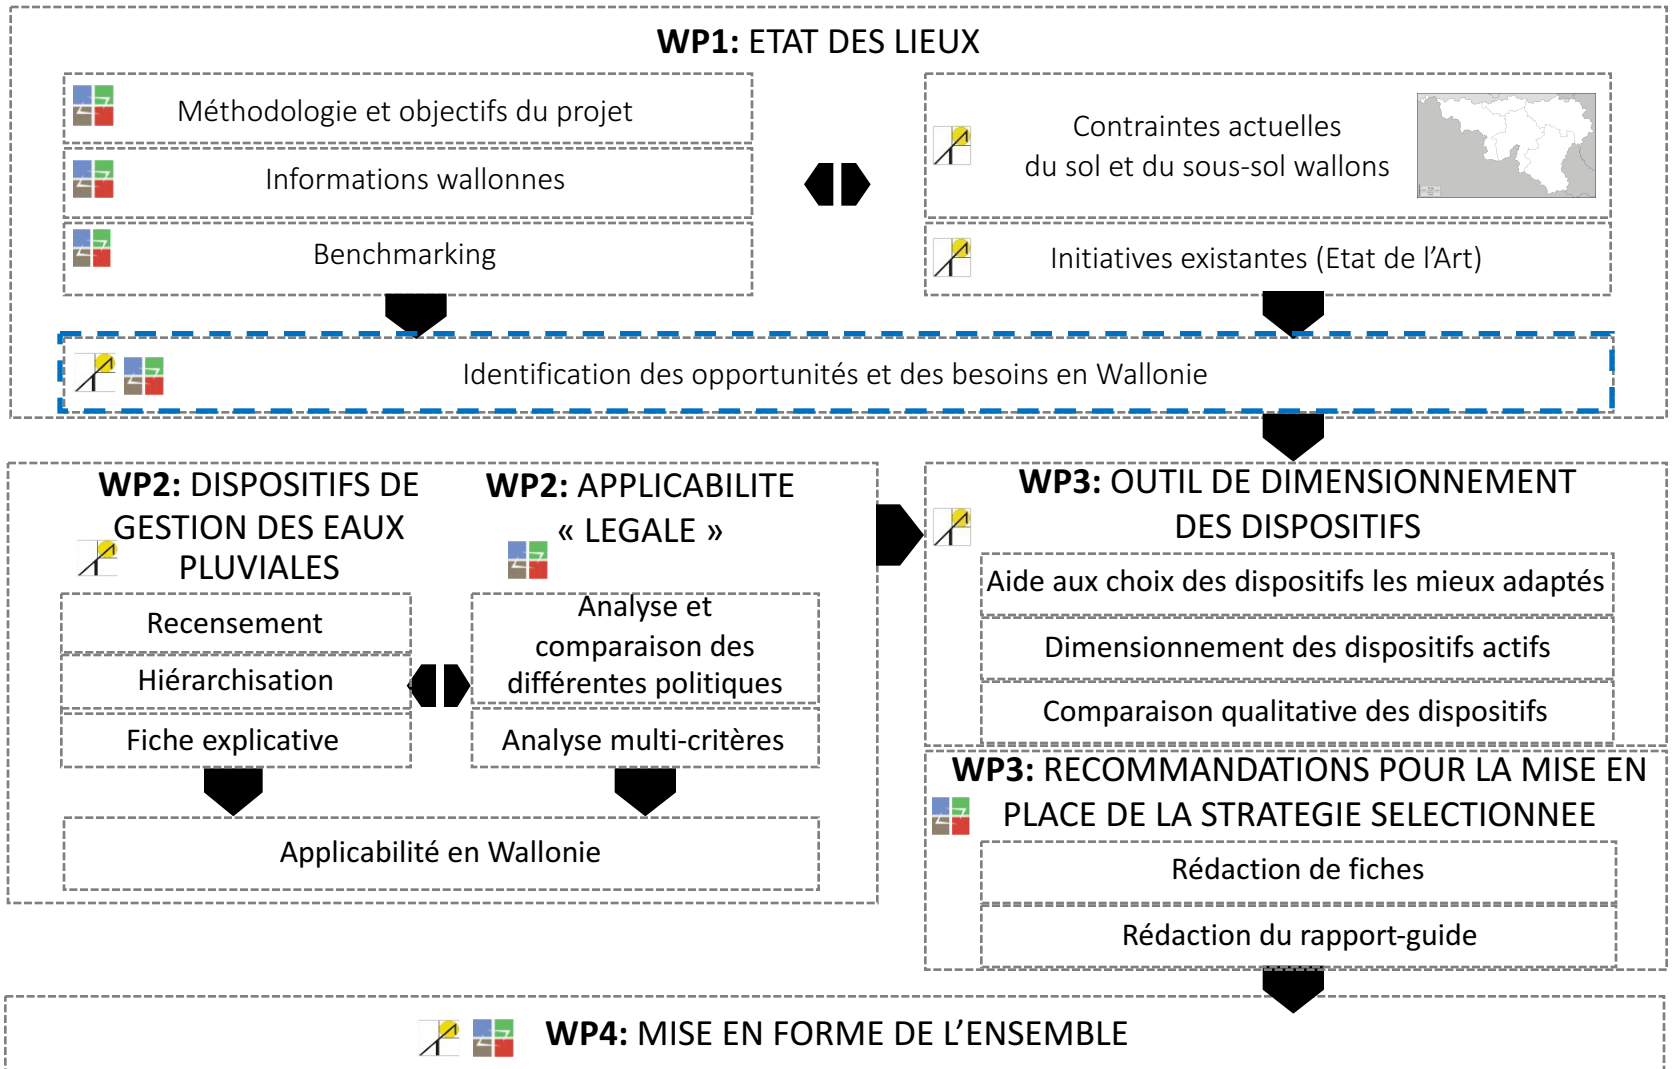 WP1: ETAT DES LIEUX
Méthodologie et objectifs du projet
Informations wallonnes
Benchmarking
Contraintes actuelles
du sol et du sous-sol wallons
Initiatives existantes (Etat de l'Art)
Identification des opportunités et des besoins en Wallonie
WP2: DISPOSITIFS DE
GESTION DES EAUX
PLUVIALES
Recensement
Hiérarchisation
Fiche explicative
WP2: APPLICABILITE
« LEGALE »
Analyse et
comparaison des
différentes politiques
Analyse multi-critères
Applicabilité en Wallonie
WP3: OUTIL DE DIMENSIONNEMENT
DES DISPOSITIFS
Aide aux choix des dispositifs les mieux adaptés
Dimensionnement des dispositifs actifs
Comparaison qualitative des dispositifs
WP3: RECOMMANDATIONS POUR LA MISE EN
PLACE DE LA STRATEGIE SELECTIONNEE
Rédaction de fiches
Rédaction du rapport-guide
WP4: MISE EN FORME DE L'ENSEMBLE